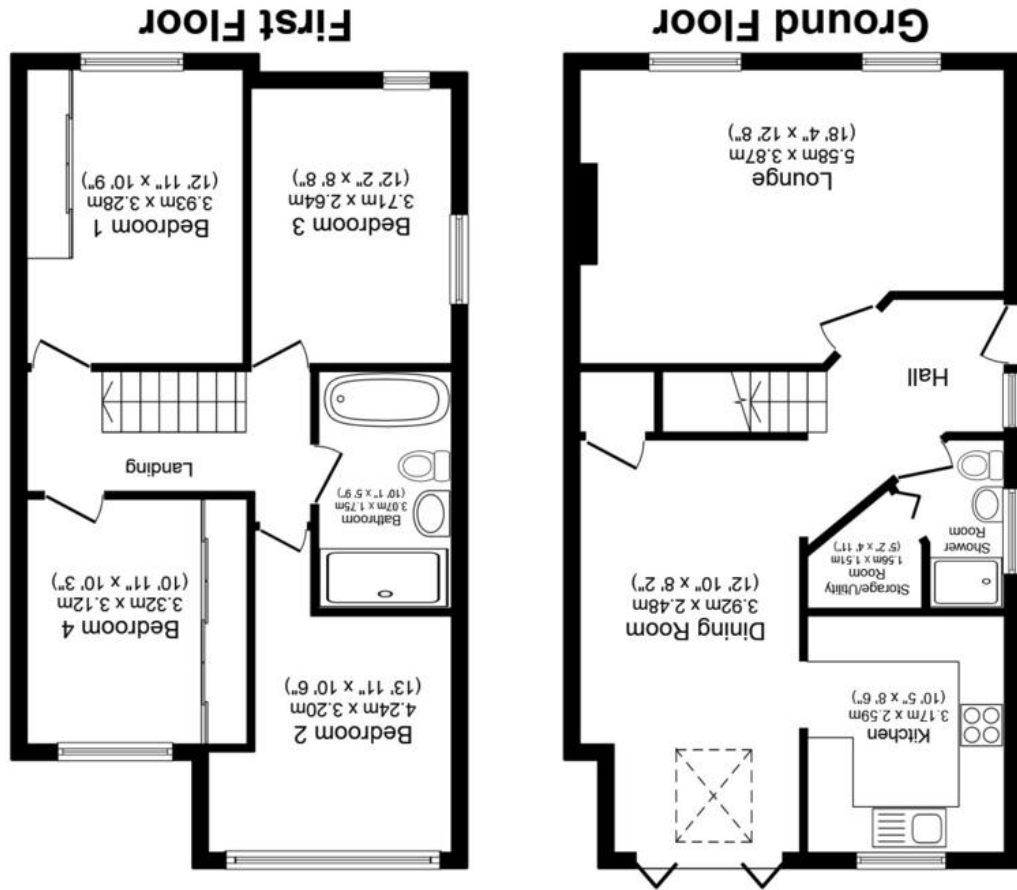 Kitchen
3.17m x 2.59m
(10' 5" x 8' 6")
Dining Room
3.92m x 2.48m
(12' 10" x 8' 2")
Storage/Utility
Room
1.56m x 1.51m
(5' 2" x 4' 11")
Shower
Room
Hall
Lounge
5.58m x 3.87m
(18' 4" x 12' 8")
Ground Floor
Bedroom 2
4.24m x 3.20m
(13' 11" x 10' 6")
Bedroom 4
3.32m x 3.12m
(10' 11" x 10' 3")
Bathroom
3.07m x 1.75m
(10' 1" x 5' 9")
Landing
Bedroom 3
3.71m x 2.64m
(12' 2" x 8' 8")
Bedroom 1
3.93m x 3.28m
(12' 11" x 10' 9")
First Floor